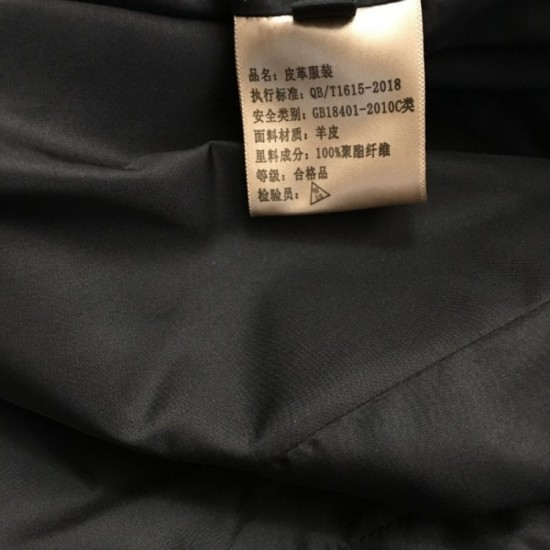 品名：皮革服装
执行标准：QB/T1615-2018
安全类别：GB18401-2010C类
面料材质：羊皮
里料成分：100%聚酯纤维
等级：合格品
检验员：